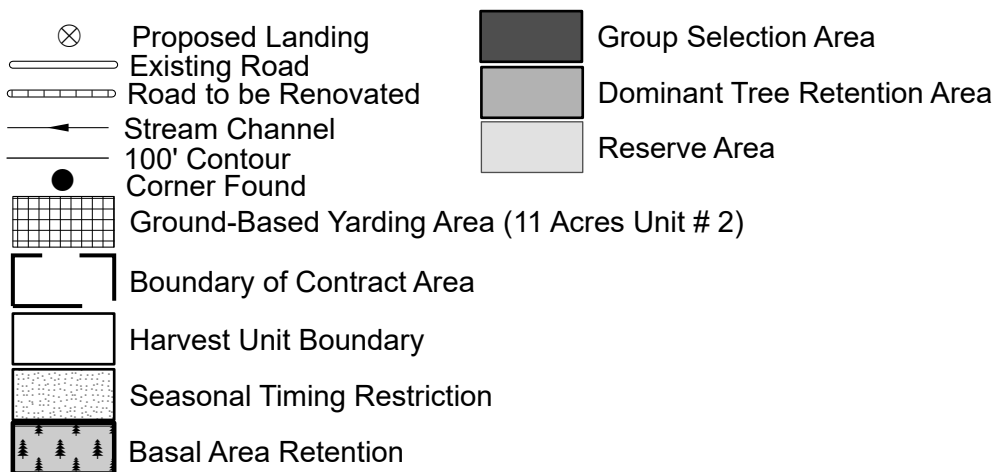 Proposed Landing
Existing Road
Road to be Renovated
Stream Channel
100' Contour
Corner Found
Ground-Based Yarding Area (11 Acres Unit # 2)
Boundary of Contract Area
Harvest Unit Boundary
Seasonal Timing Restriction
Basal Area Retention
Group Selection Area
Dominant Tree Retention Area
Reserve Area